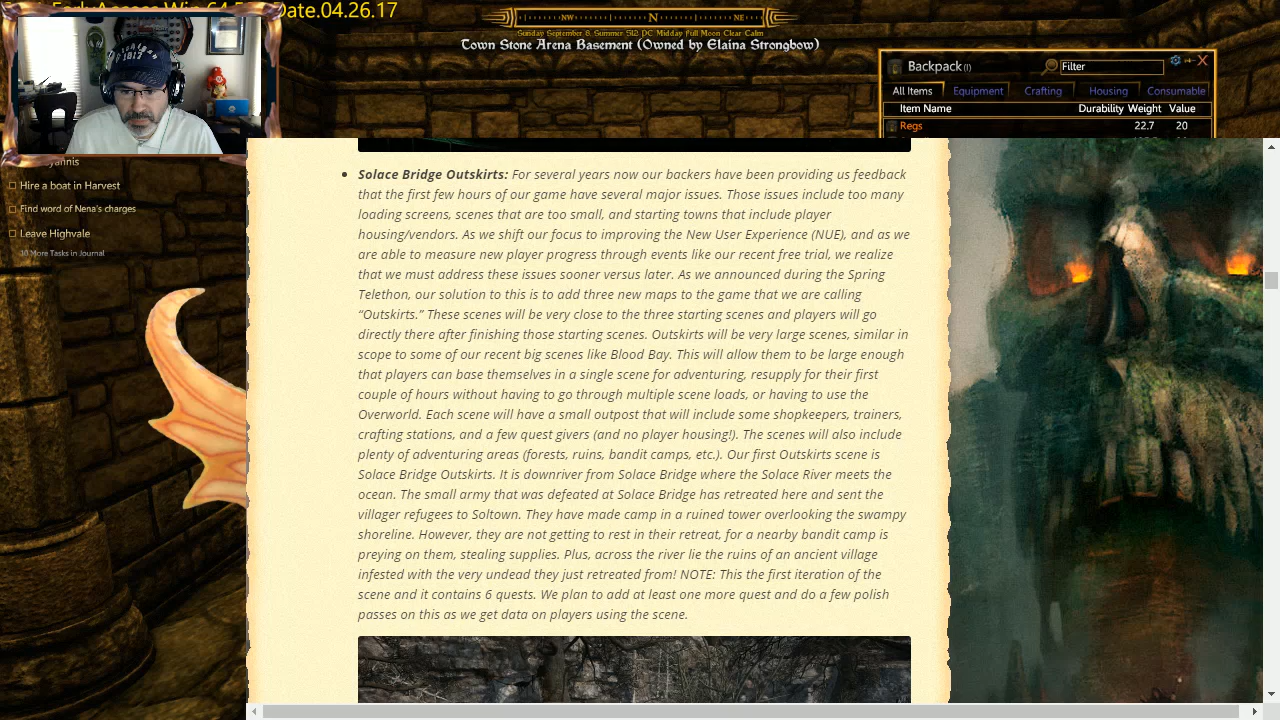 Date.04.26.17
NW N NE
Sunday September 8, Summer 512 PC Midday Full Moon Clear Calm
Town Stone Arena Basement (Owned by Elaina Strongbow)
Backpack(1)
Filter
All Items Equipment Crafting Housing Consumable
Item Name Durability Weight Value
Regs 22.7 20
Hire a boat in Harvest
Find word of Nena's charges
Leave Highvale
10 More Tasks in Journal
Solace Bridge Outskirts: For several years now our backers have been providing us feedback
that the first few hours of our game have several major issues. Those issues include too many
loading screens, scenes that are too small, and starting towns that include player
housing/vendors. As we shift our focus to improving the New User Experience (NUE), and as we
are able to measure new player progress through events like our recent free trial, we realize
that we must address these issues sooner versus later. As we announced during the Spring
Telethon, our solution to this is to add three new maps to the game that we are calling
“Outskirts.” These scenes will be very close to the three starting scenes and players will go
directly there after finishing those starting scenes. Outskirts will be very large scenes, similar in
scope to some of our recent big scenes like Blood Bay. This will allow them to be large enough
that players can base themselves in a single scene for adventuring, resupply for their first
couple of hours without having to go through multiple scene loads, or having to use the
Overworld. Each scene will have a small outpost that will include some shopkeepers, trainers,
crafting stations, and a few quest givers (and no player housing!). The scenes will also include
plenty of adventuring areas (forests, ruins, bandit camps, etc.). Our first Outskirts scene is
Solace Bridge Outskirts. It is downriver from Solace Bridge where the Solace River meets the
ocean. The small army that was defeated at Solace Bridge has retreated here and sent the
villager refugees to Soltown. They have made camp in a ruined tower overlooking the swampy
shoreline. However, they are not getting to rest in their retreat, for a nearby bandit camp is
preying on them, stealing supplies. Plus, across the river lie the ruins of an ancient village
infested with the very undead they just retreated from! NOTE: This the first iteration of the
scene and it contains 6 quests. We plan to add at least one more quest and do a few polish
passes on this as we get data on players using the scene.